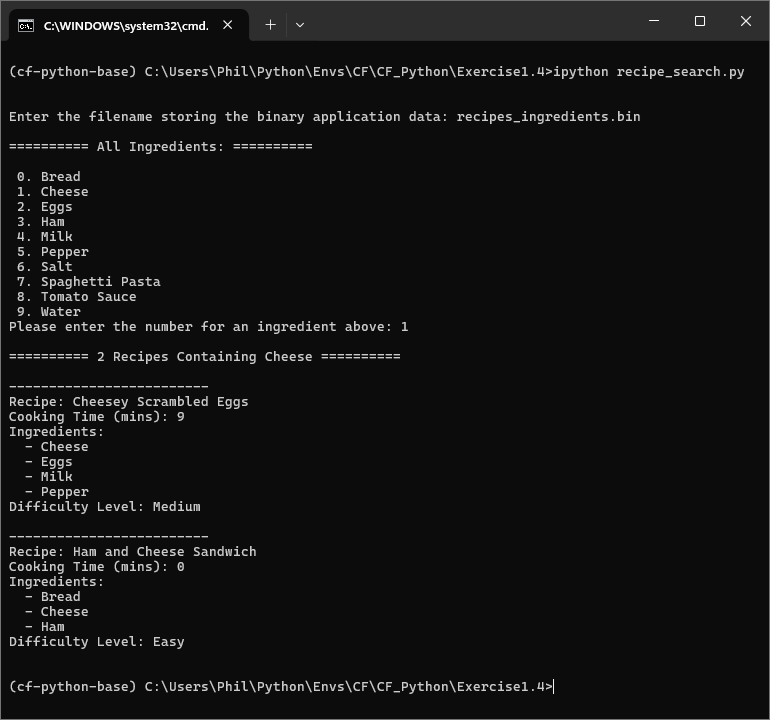 C:\WINDOWS\system32\cmd.
(cf-python-base) C:\Users\Phil\Python\Envs\CF\CF_Python\Exercise1.4>ipython recipe_search.py
Enter the filename storing the binary application data: recipes_ingredients.bin
========== All Ingredients: ==========
0. Bread
1. Cheese
2. Eggs
3. Ham
4. Milk
5. Pepper
6. Salt
7. Spaghetti Pasta
8. Tomato Sauce
9. Water
Please enter the number for an ingredient above: 1
========== 2 Recipes Containing Cheese ==========
-------------------------
Recipe: Cheesey Scrambled Eggs
Cooking Time (mins): 9
Ingredients:
- Cheese
- Eggs
- Milk
- Pepper
Difficulty Level: Medium
-------------------------
Recipe: Ham and Cheese Sandwich
Cooking Time (mins): 0
Ingredients:
- Bread
- Cheese
- Ham
Difficulty Level: Easy
(cf-python-base) C:\Users\Phil\Python\Envs\CF\CF_Python\Exercise1.4>